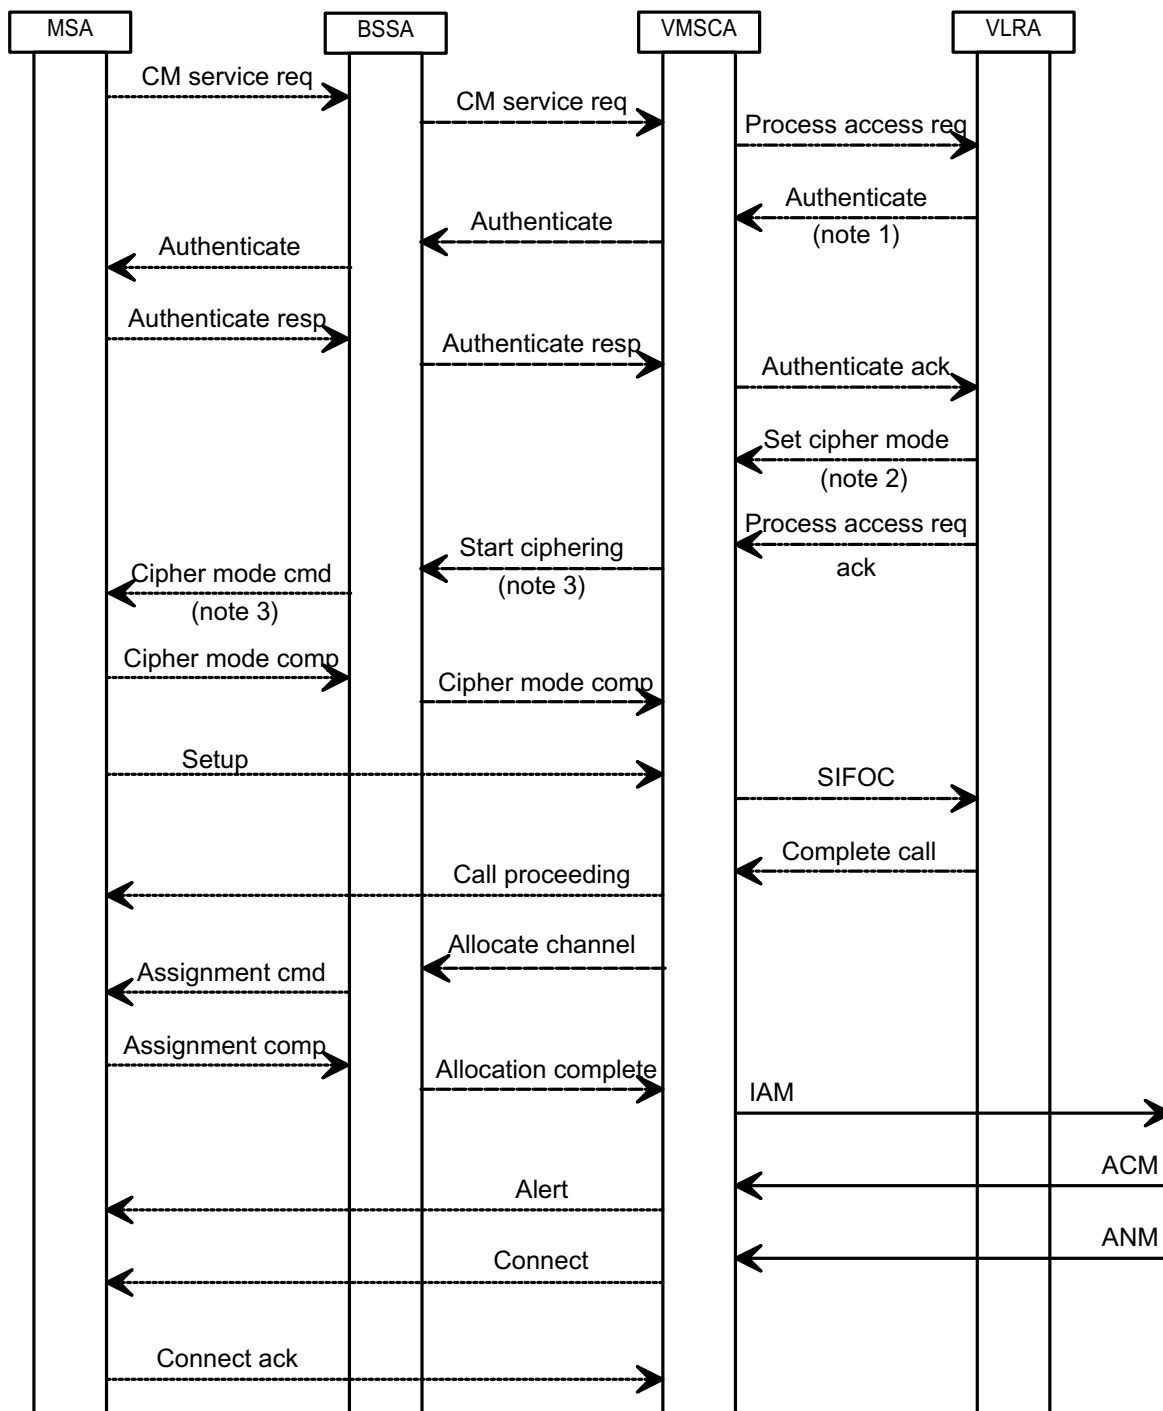 MSA
BSSA
VMSCA
VLRA
CM service req
CM service req
Process access req
Authenticate
(note 1)
Authenticate
Authenticate
Authenticate resp
Authenticate resp
Authenticate ack
Set cipher mode
(note 2)
Process access req
ack
Start ciphering
(note 3)
Cipher mode cmd
(note 3)
Cipher mode comp
Cipher mode comp
Setup
SIFOC
Complete call
Call proceeding
Allocate channel
Assignment cmd
Assignment comp
Allocation complete
IAM
ACM
Alert
ANM
Connect
Connect ack